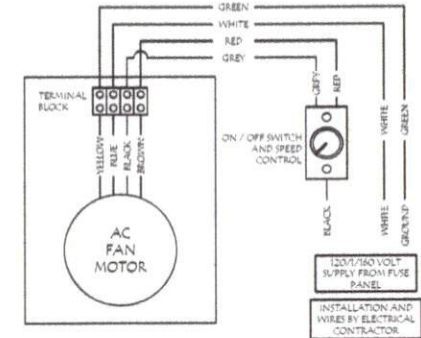 GREEN
WHITE
RED
GREY
TERMINAL
BLOCK
YELLOW
BLUE
BLACK
BROWN
AC
FAN
MOTOR
GREY
RED
ON / OFF SWITCH
AND SPEED
CONTROL
BLACK
WHITE
GREEN
WHITE
GROUND
120/1/60 VOLT
SUPPLY FROM FUSE
PANEL
INSTALLATION AND
WIRES BY ELECTRICAL
CONTRACTOR